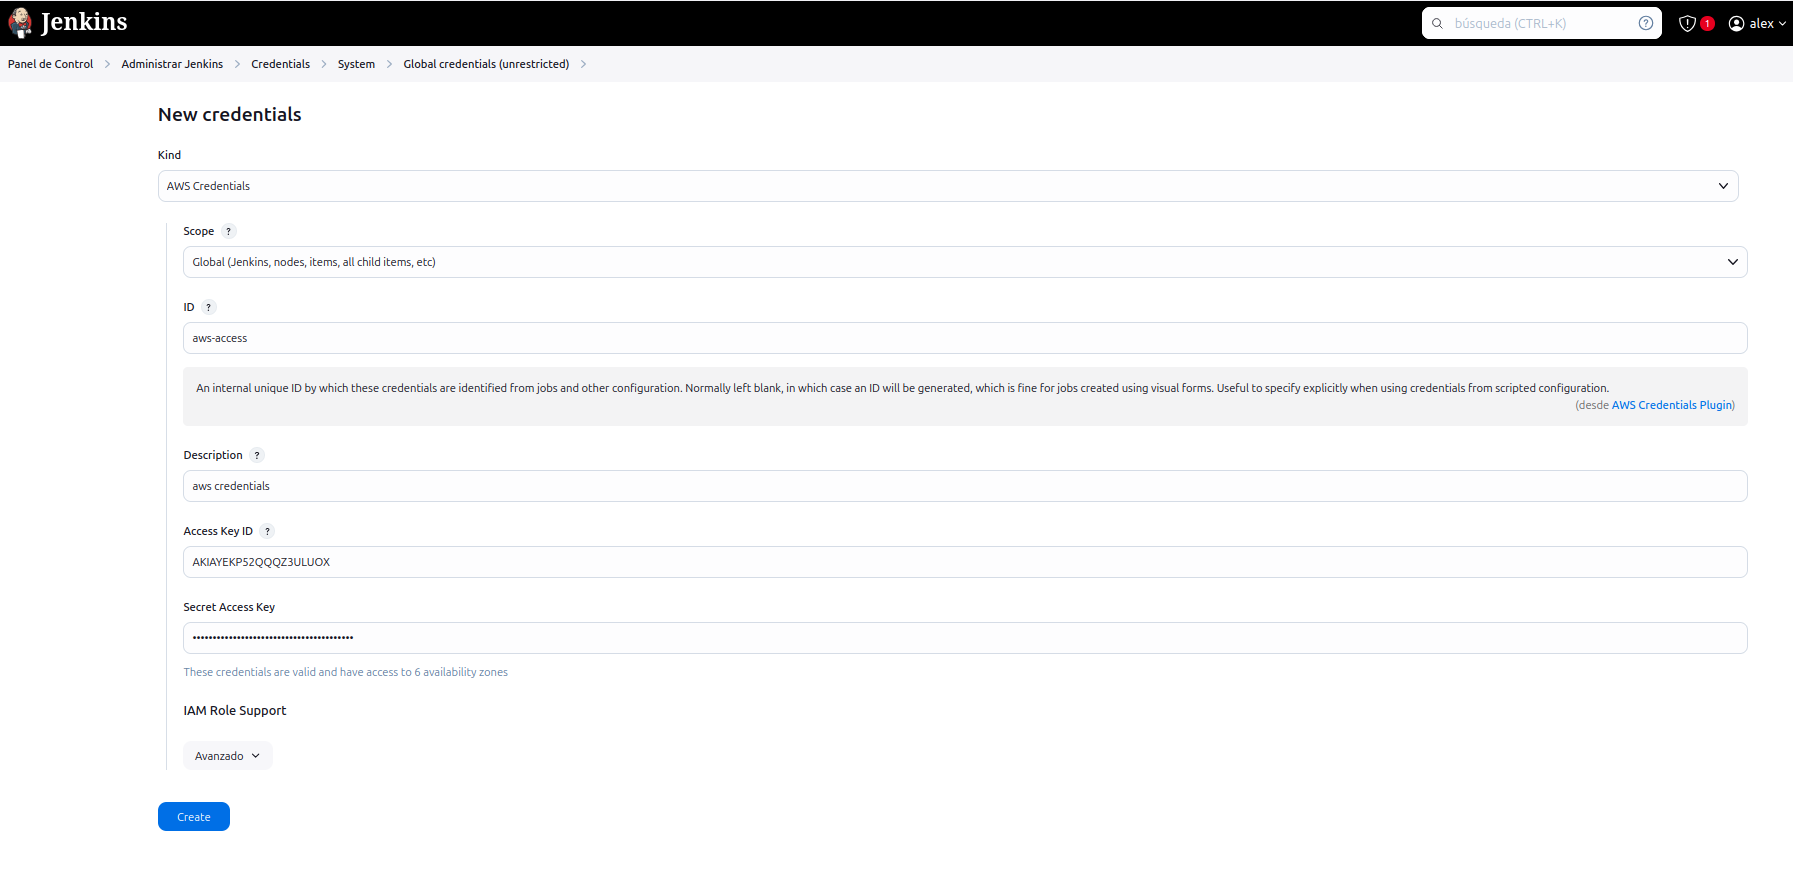 Jenkins
búsqueda (CTRL+K)
?
1
alex
Panel de Control
Administrar Jenkins
Credentials
System
Global credentials (unrestricted)
New credentials
Kind
AWS Credentials
Scope ?
Global (Jenkins, nodes, items, all child items, etc)
ID ?
aws-access
An internal unique ID by which these credentials are identified from jobs and other configuration. Normally left blank, in which case an ID will be generated, which is fine for jobs created using visual forms. Useful to specify explicitly when using credentials from scripted configuration.
(desde AWS Credentials Plugin)
Description ?
aws credentials
Access Key ID ?
AKIAYEKP52QQQZ3ULUOX
Secret Access Key
••••••••••••••••••••••••••••••••••••••••
These credentials are valid and have access to 6 availability zones
IAM Role Support
Avanzado
Create